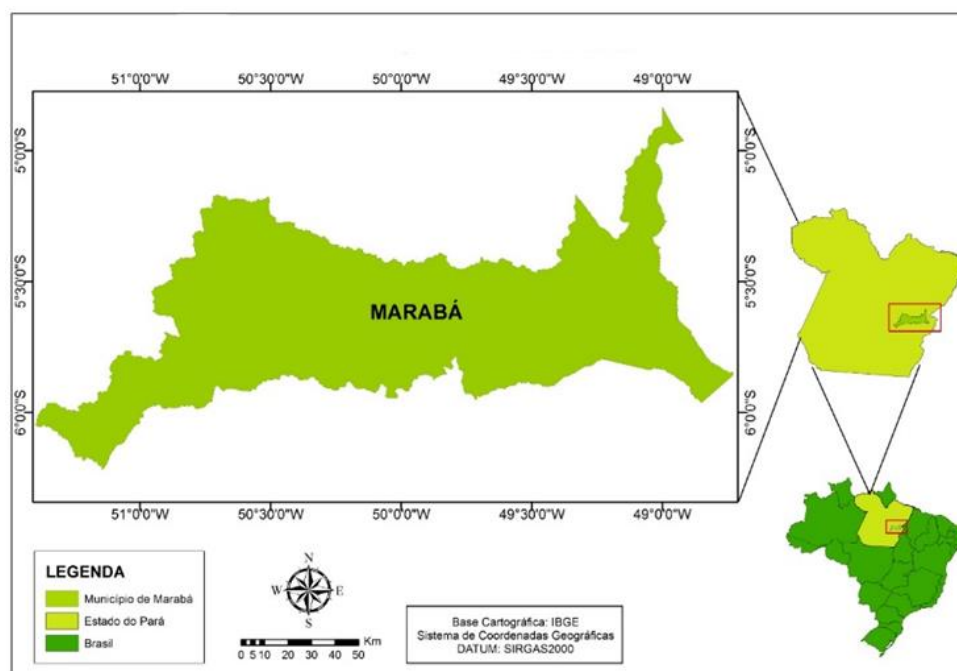 51°0'0"W 50°30'0"W 50°0'0"W 49°30'0"W 49°0'0"W
5°0'0"S 5°0'0"S
5°30'0"S 5°30'0"S
MARABÁ
6°0'0"S 6°0'0"S
51°0'0"W 50°30'0"W 50°0'0"W 49°30'0"W 49°0'0"W
LEGENDA
Município de Marabá
Estado do Pará
Brasil
N
W E
S
Km
0 5 10 20 30 40 50
Base Cartográfica: IBGE
Sistema de Coordenadas Geográficas
DATUM: SIRGAS2000